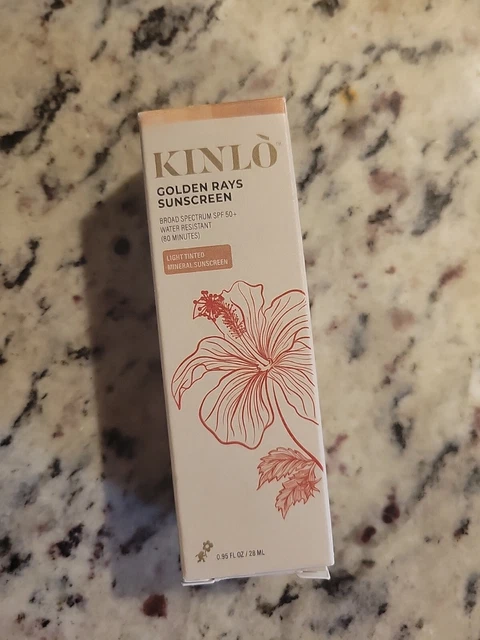 KINLÒ
GOLDEN RAYS
SUNSCREEN
BROAD SPECTRUM SPF 50+
WATER RESISTANT
(80 MINUTES)
LIGHT TINTED
MINERAL SUNSCREEN
0.95 FL OZ / 28 ML